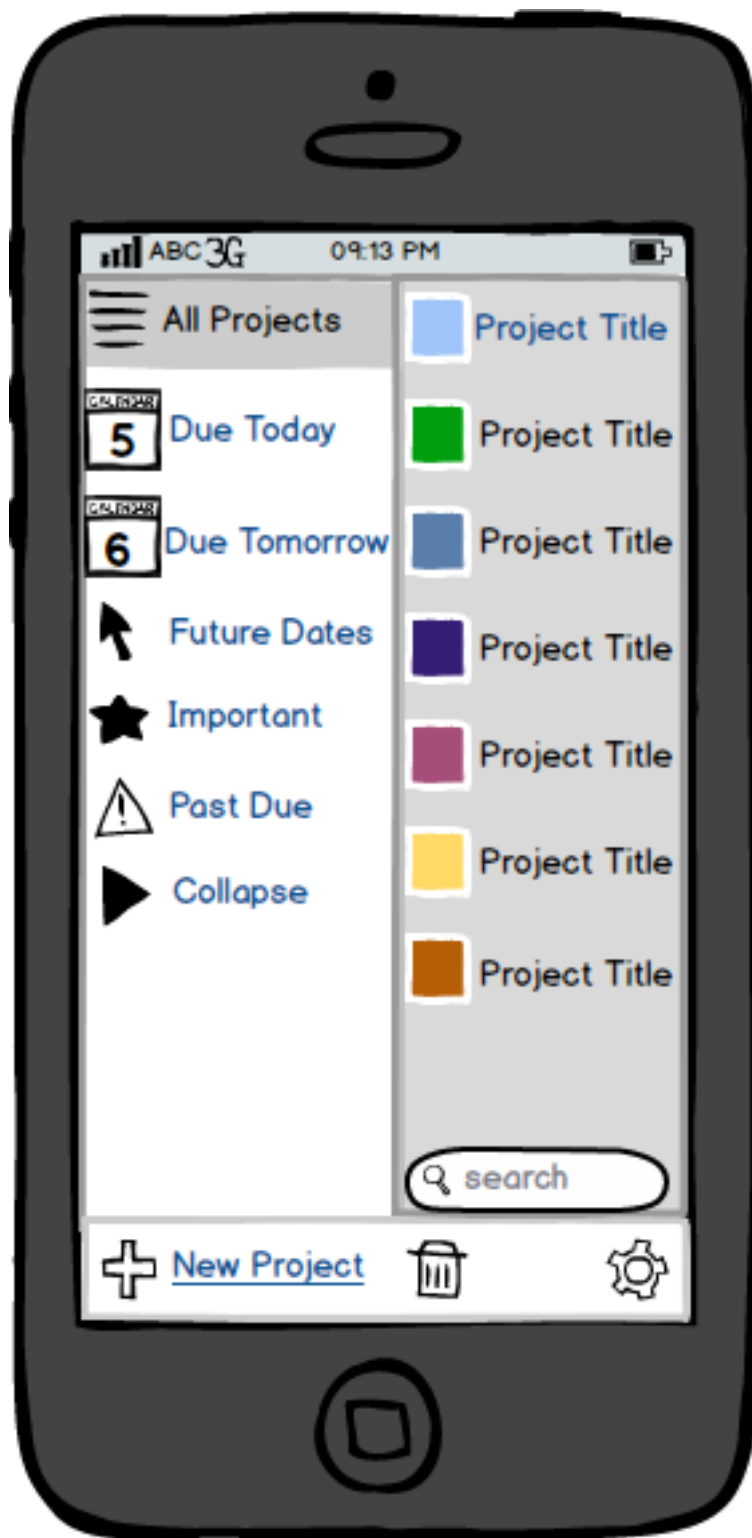 ABC 3G 09:13 PM
All Projects
CALENDAR
5
Due Today
CALENDAR
6
Due Tomorrow
Future Dates
Important
Past Due
Collapse
Project Title
Project Title
Project Title
Project Title
Project Title
Project Title
Project Title
search
New Project